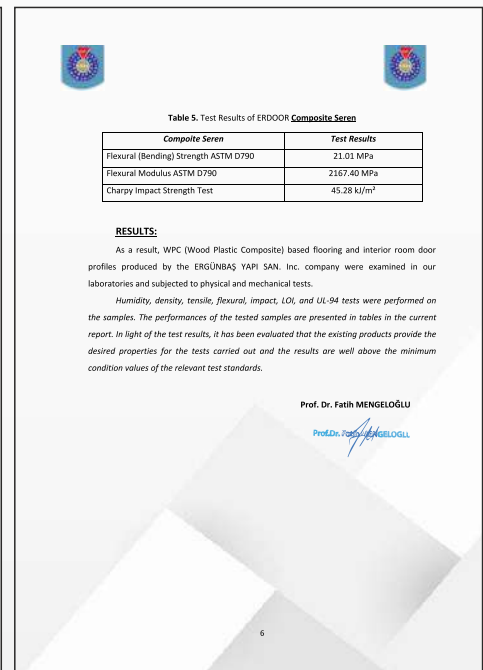 Table 5. Test Results of ERDOOR Composite Seren
Compoite Seren Test Results
Flexural (Bending) Strength ASTM D790 21.01 MPa
Flexural Modulus ASTM D790 2167.40 MPa
Charpy Impact Strength Test 45.28 kJ/m²
RESULTS:
As a result, WPC (Wood Plastic Composite) based flooring and interior room door
profiles produced by the ERGÜNBAŞ YAPI SAN. Inc. company were examined in our
laboratories and subjected to physical and mechanical tests.
Humidity, density, tensile, flexural, impact, LOI, and UL-94 tests were performed on
the samples. The performances of the tested samples are presented in tables in the current
report. In light of the test results, it has been evaluated that the existing products provide the
desired properties for the tests carried out and the results are well above the minimum
condition values of the relevant test standards.
Prof. Dr. Fatih MENGELOĞLU
Prof.Dr. Fatih MENGELOGLU
6